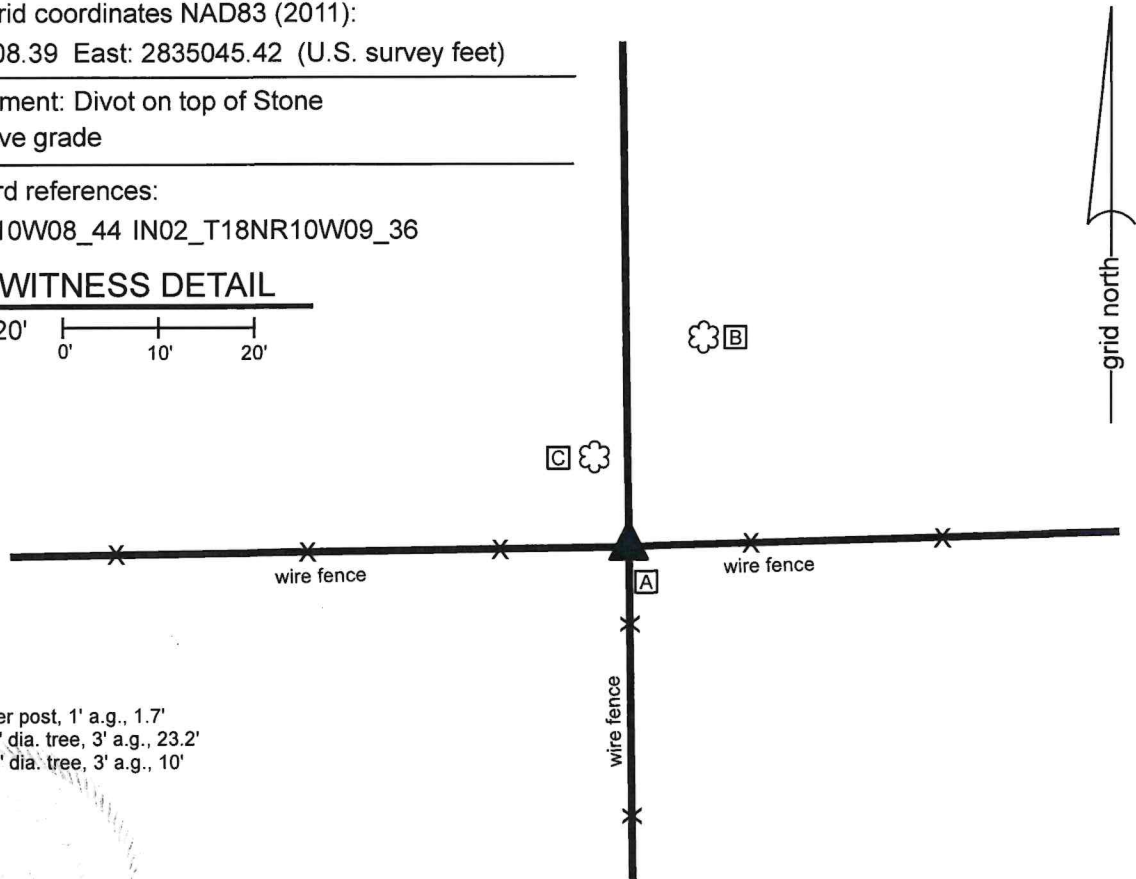 rid coordinates NAD83 (2011):
08.39 East: 2835045.42 (U.S. survey feet)
ment: Divot on top of Stone
ve grade
rd references:
10W08_44 IN02_T18NR10W09_36
WITNESS DETAIL
20'
0' 10' 20'
B
C
grid north
wire fence
wire fence
A
wire fence
er post, 1' a.g., 1.7'
' dia. tree, 3' a.g., 23.2'
' dia. tree, 3' a.g., 10'